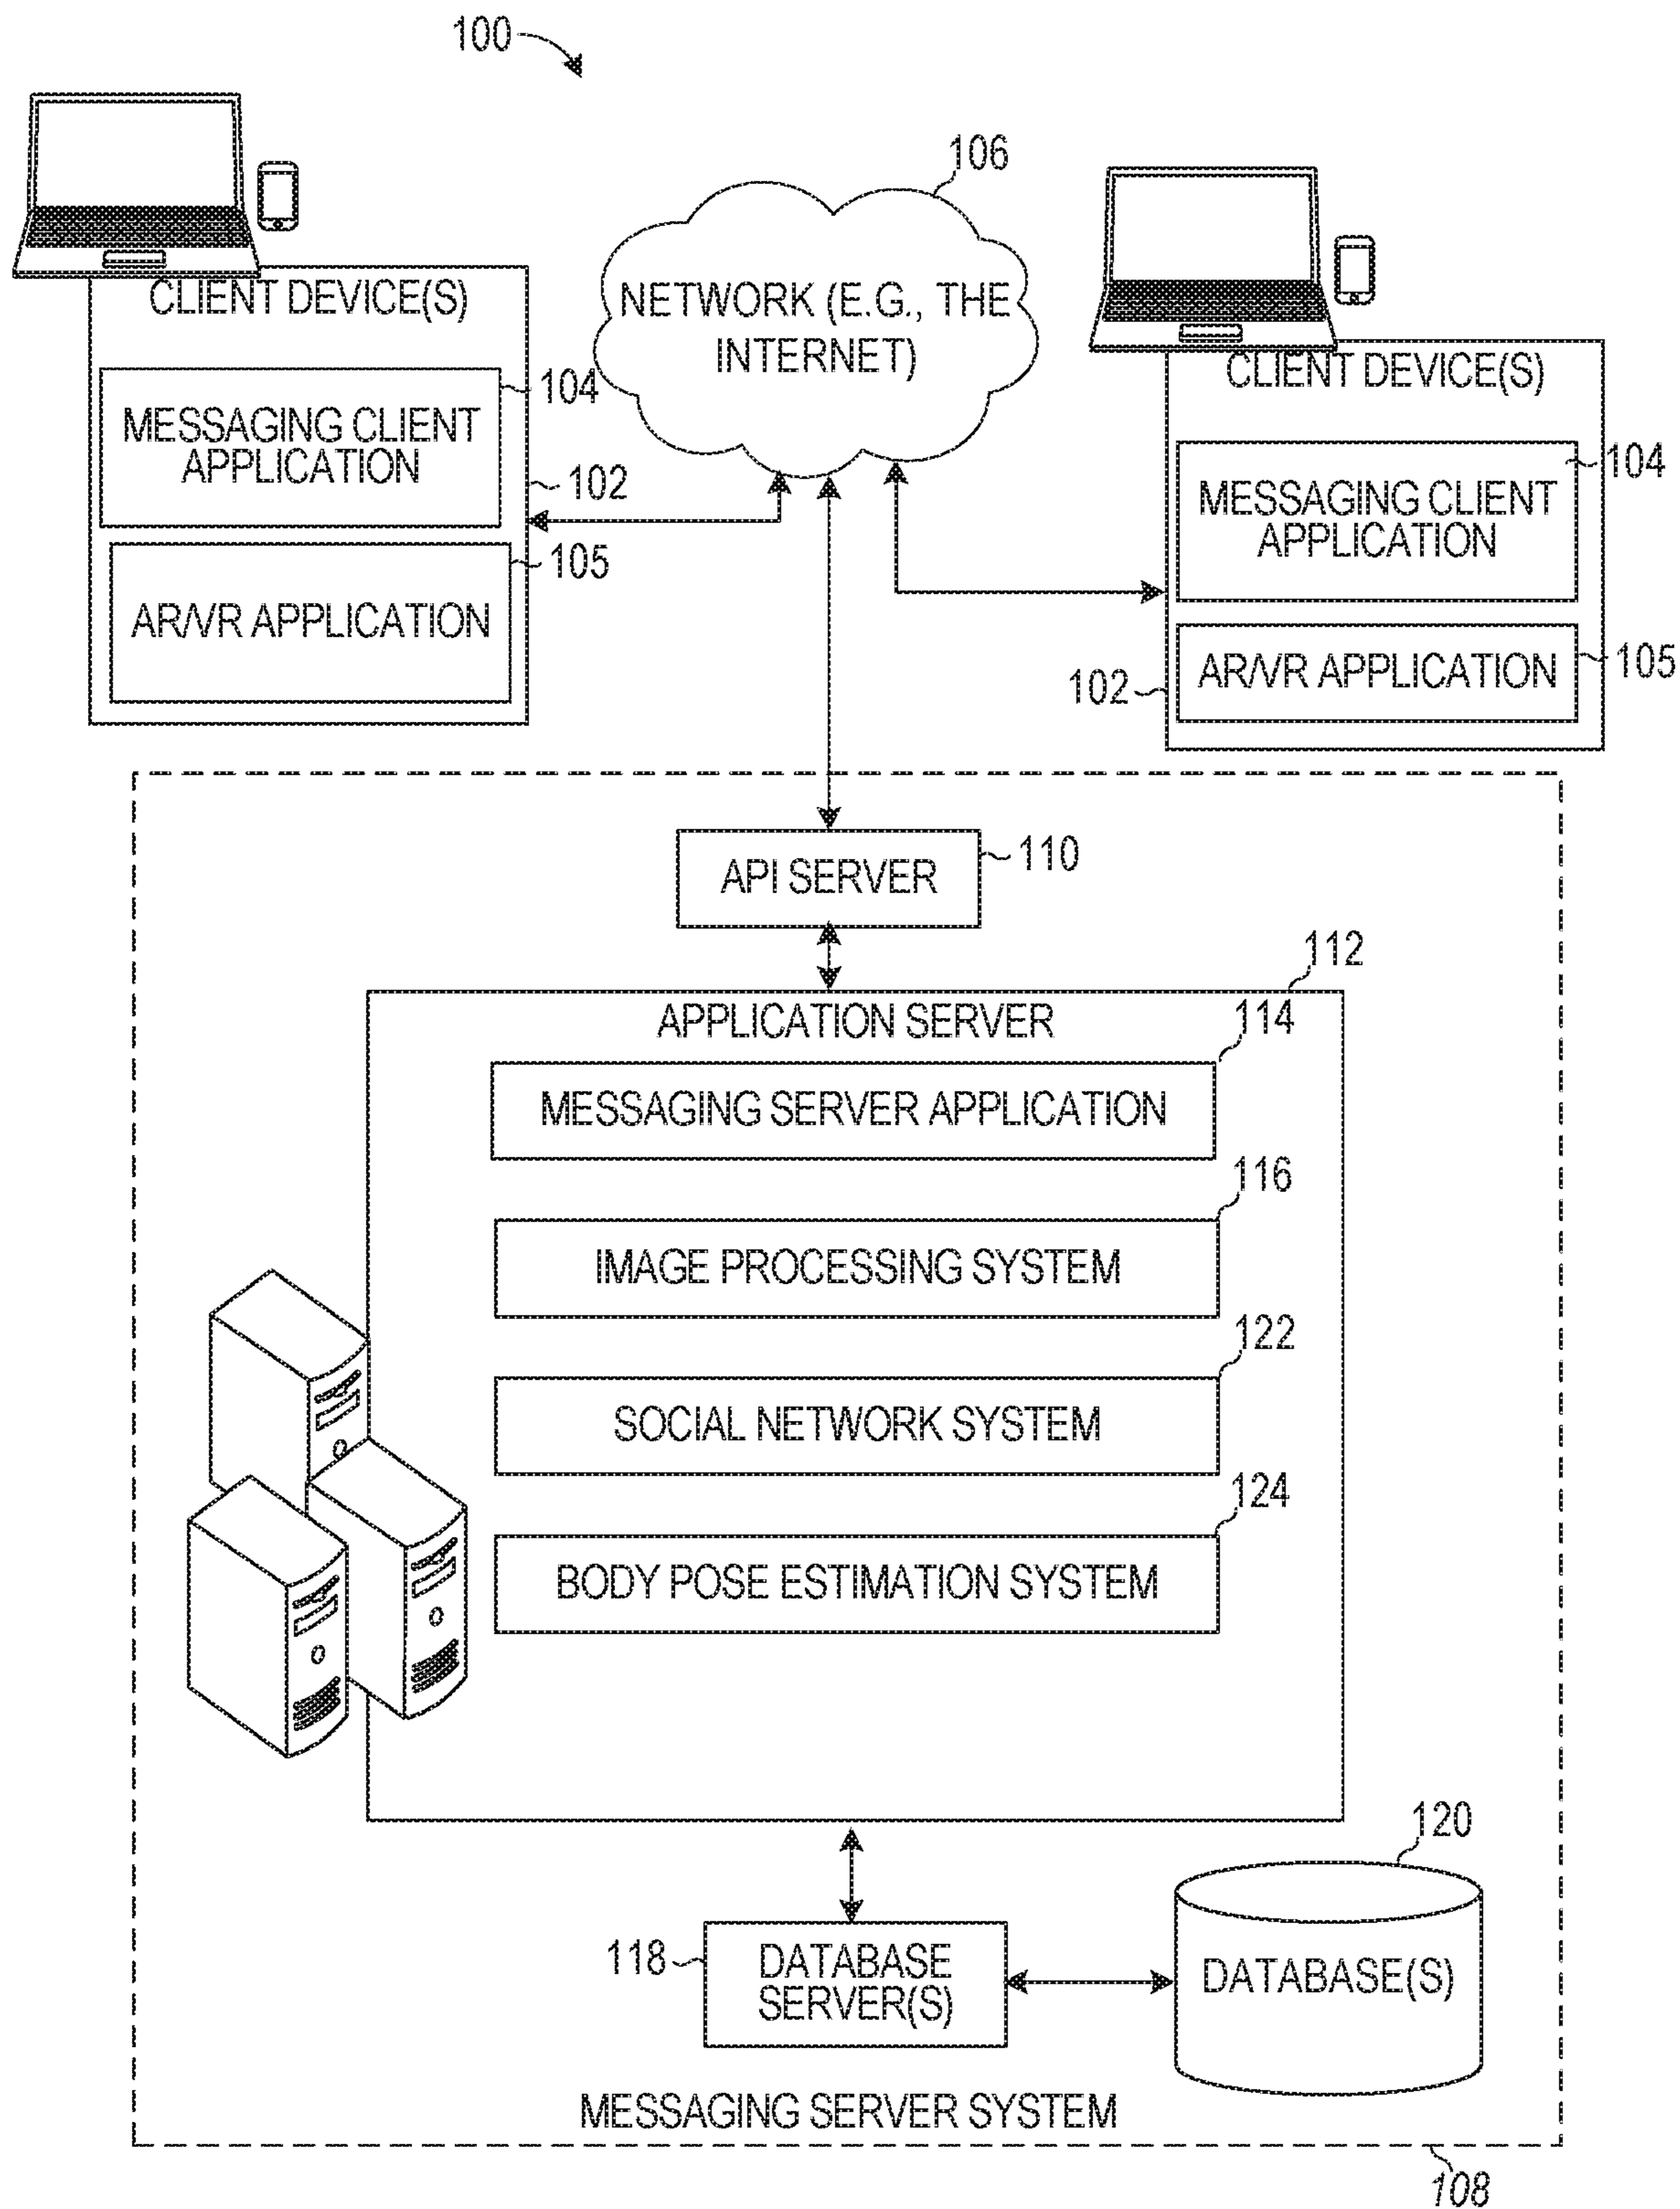 100
106
CLIENT DEVICE(S)
NETWORK (E.G., THE
INTERNET)
CLIENT DEVICE(S)
104
MESSAGING CLIENT
APPLICATION
102
104
MESSAGING CLIENT
APPLICATION
105
AR/VR APPLICATION
105
AR/VR APPLICATION
102
API SERVER
110
112
APPLICATION SERVER
114
MESSAGING SERVER APPLICATION
116
IMAGE PROCESSING SYSTEM
122
SOCIAL NETWORK SYSTEM
124
BODY POSE ESTIMATION SYSTEM
120
118
DATABASE
SERVER(S)
DATABASE(S)
MESSAGING SERVER SYSTEM
108